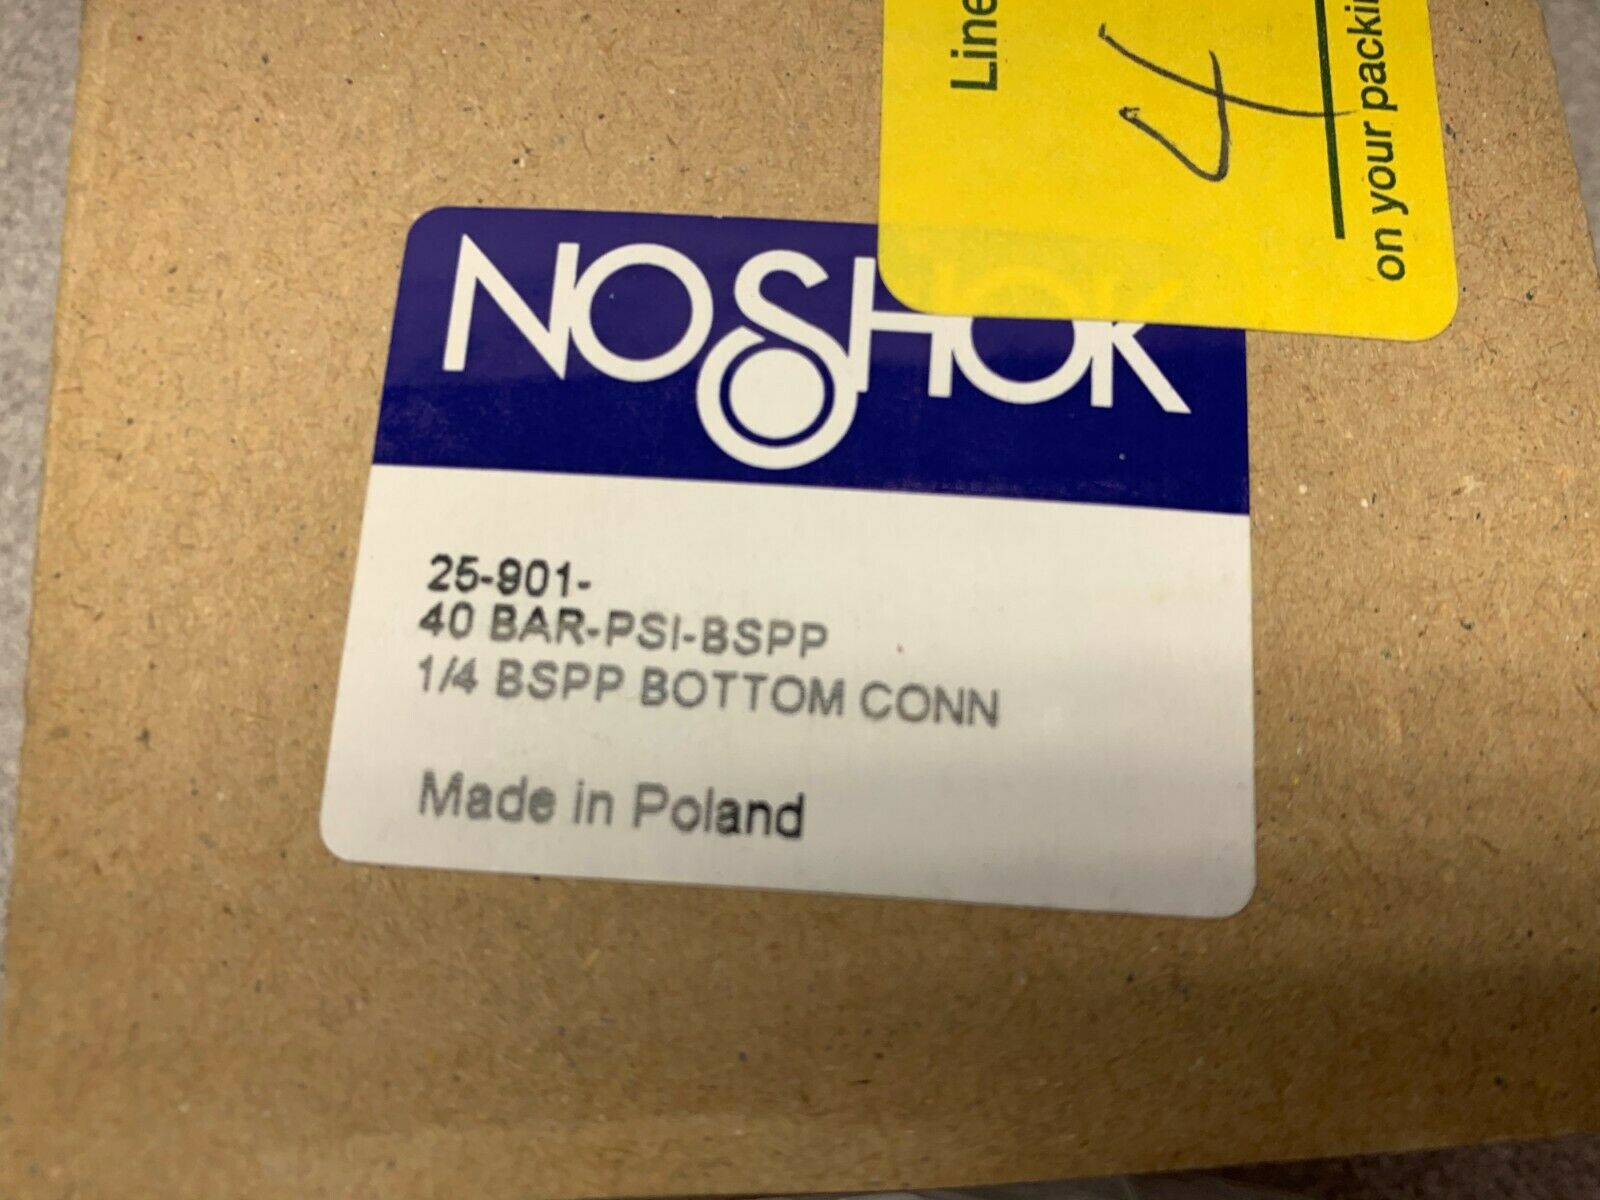 Line
4
on your packi
NOSHOK
25-901-
40 BAR-PSI-BSPP
1/4 BSPP BOTTOM CONN
Made in Poland